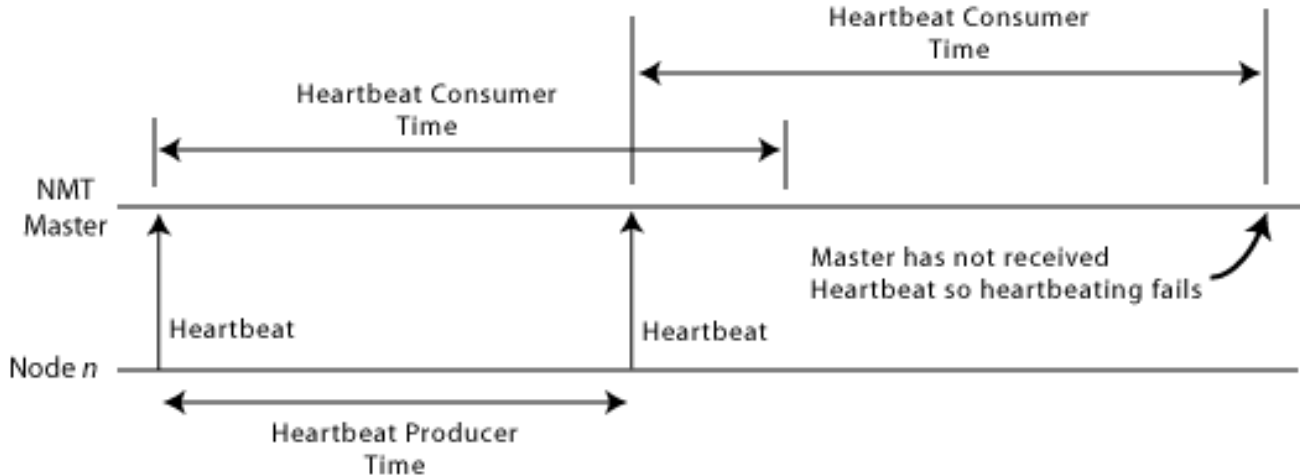 Heartbeat Consumer
Time
Heartbeat Consumer
Time
NMT
Master
Master has not received
Heartbeat so heartbeating fails
Heartbeat
Heartbeat
Node n
Heartbeat Producer
Time